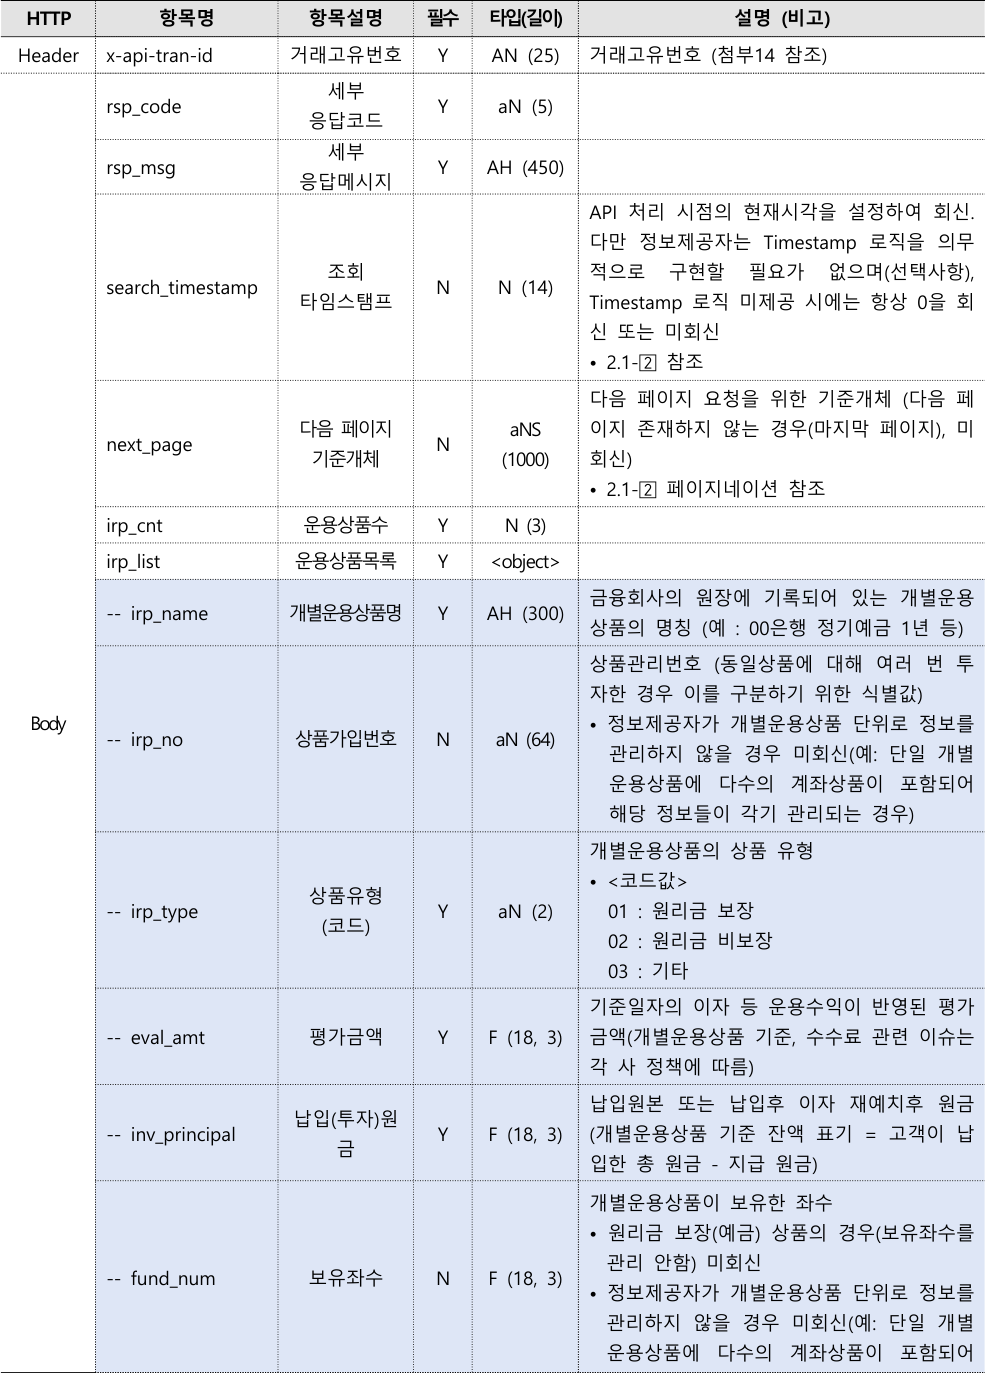 HTTP 항목명 항목설명 필수 타입(길이) 설명 (비고)
Header x-api-tran-id 거래고유번호 Y AN (25) 거래고유번호 (첨부14 참조)
Body
rsp_code 세부 응답코드 Y aN (5)
rsp_msg 세부 응답메시지 Y AH (450)
search_timestamp 조회 타임스탬프 N N (14)
API 처리 시점의 현재시각을 설정하여 회신.
다만 정보제공자는 Timestamp 로직을 의무
적으로 구현할 필요가 없으며(선택사항),
Timestamp 로직 미제공 시에는 항상 0을 회
신 또는 미회신
• 2.1-2 참조
next_page 다음 페이지 기준개체 N aNS (1000)
다음 페이지 요청을 위한 기준개체 (다음 페
이지 존재하지 않는 경우(마지막 페이지), 미
회신)
• 2.1-2 페이지네이션 참조
irp_cnt 운용상품수 Y N (3)
irp_list 운용상품목록 Y <object>
-- irp_name 개별운용상품명 Y AH (300)
금융회사의 원장에 기록되어 있는 개별운용
상품의 명칭 (예 : 00은행 정기예금 1년 등)
-- irp_no 상품가입번호 N aN (64)
상품관리번호 (동일상품에 대해 여러 번 투
자한 경우 이를 구분하기 위한 식별값)
• 정보제공자가 개별운용상품 단위로 정보를
관리하지 않을 경우 미회신(예: 단일 개별
운용상품에 다수의 계좌상품이 포함되어
해당 정보들이 각기 관리되는 경우)
-- irp_type 상품유형 (코드) Y aN (2)
개별운용상품의 상품 유형
• <코드값>
01 : 원리금 보장
02 : 원리금 비보장
03 : 기타
-- eval_amt 평가금액 Y F (18, 3)
기준일자의 이자 등 운용수익이 반영된 평가
금액(개별운용상품 기준, 수수료 관련 이슈는
각 사 정책에 따름)
-- inv_principal 납입(투자)원금 Y F (18, 3)
납입원본 또는 납입후 이자 재예치후 원금
(개별운용상품 기준 잔액 표기 = 고객이 납
입한 총 원금 - 지급 원금)
-- fund_num 보유좌수 N F (18, 3)
개별운용상품이 보유한 좌수
• 원리금 보장(예금) 상품의 경우(보유좌수를
관리 안함) 미회신
• 정보제공자가 개별운용상품 단위로 정보를
관리하지 않을 경우 미회신(예: 단일 개별
운용상품에 다수의 계좌상품이 포함되어